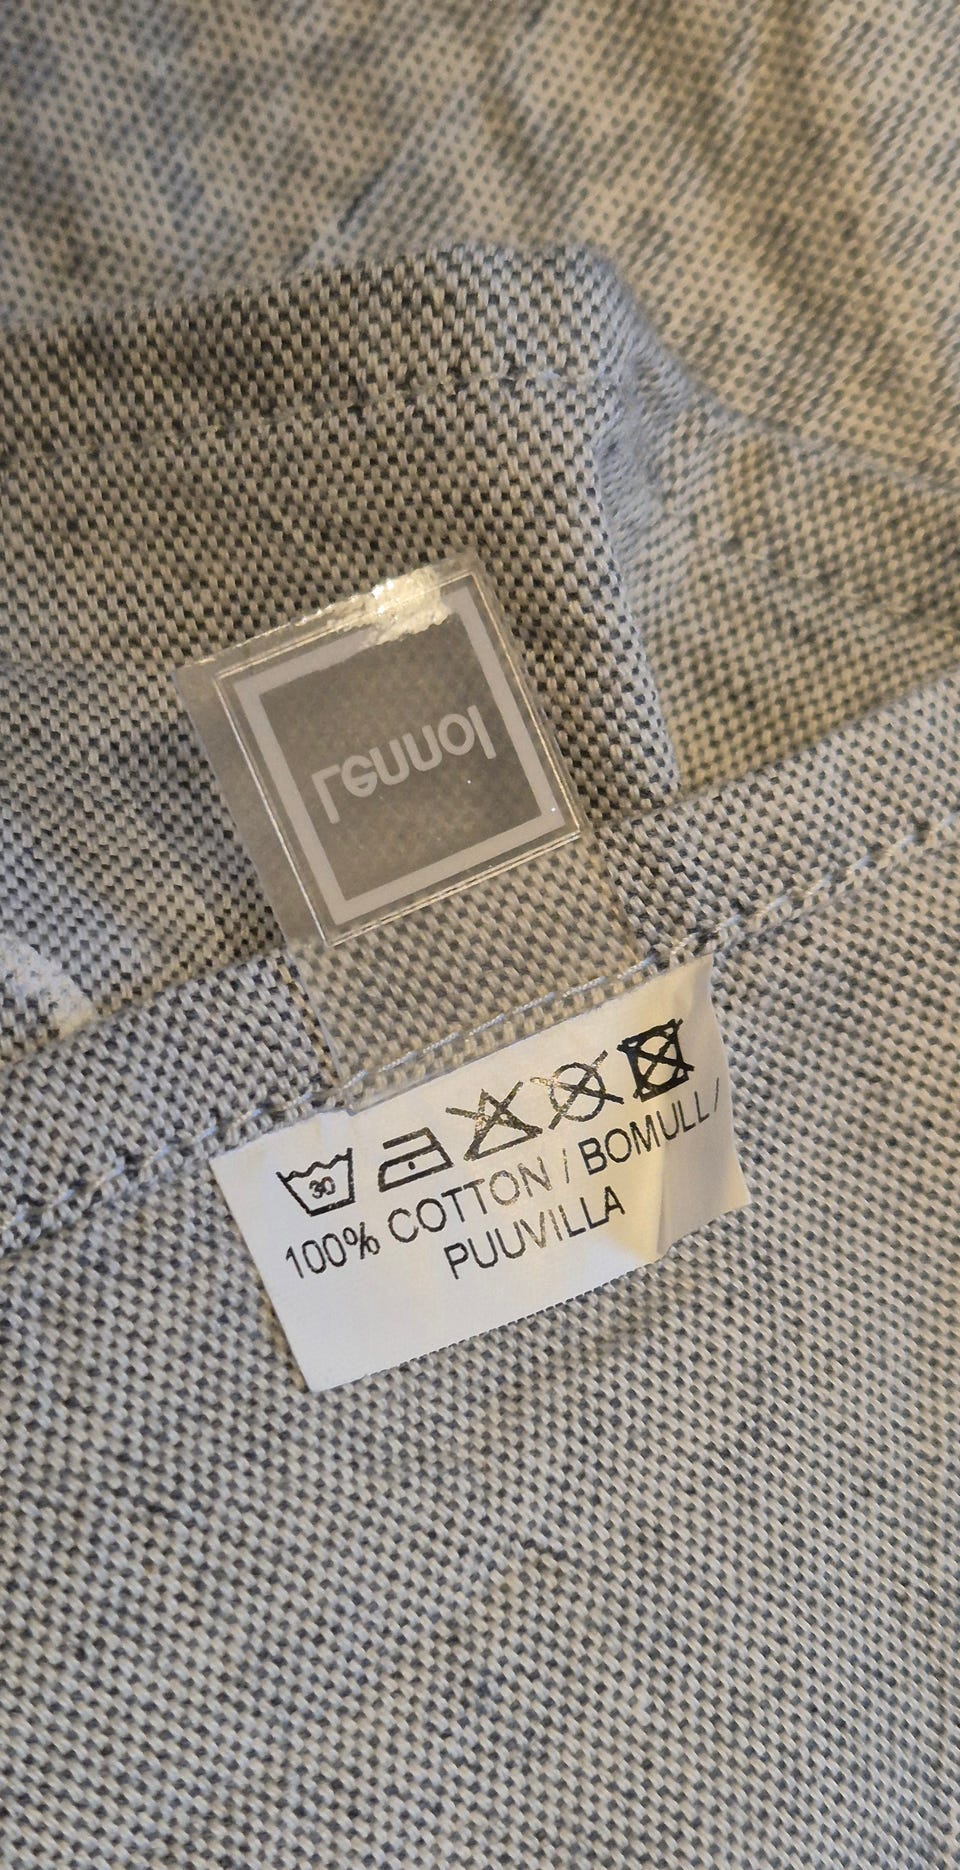 Lennol
30
100% COTTON / BOMULL /
PUUVILLA